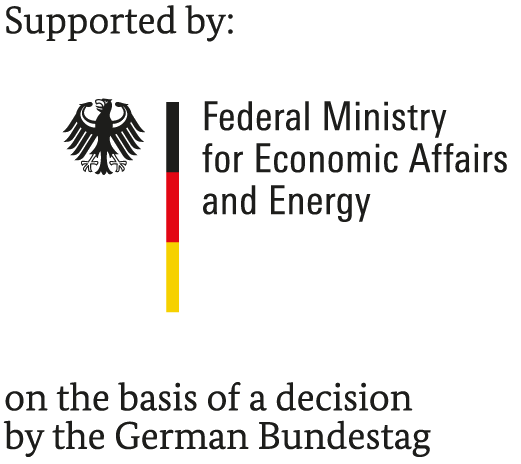 Supported by:
Federal Ministry
for Economic Affairs
and Energy
on the basis of a decision
by the German Bundestag